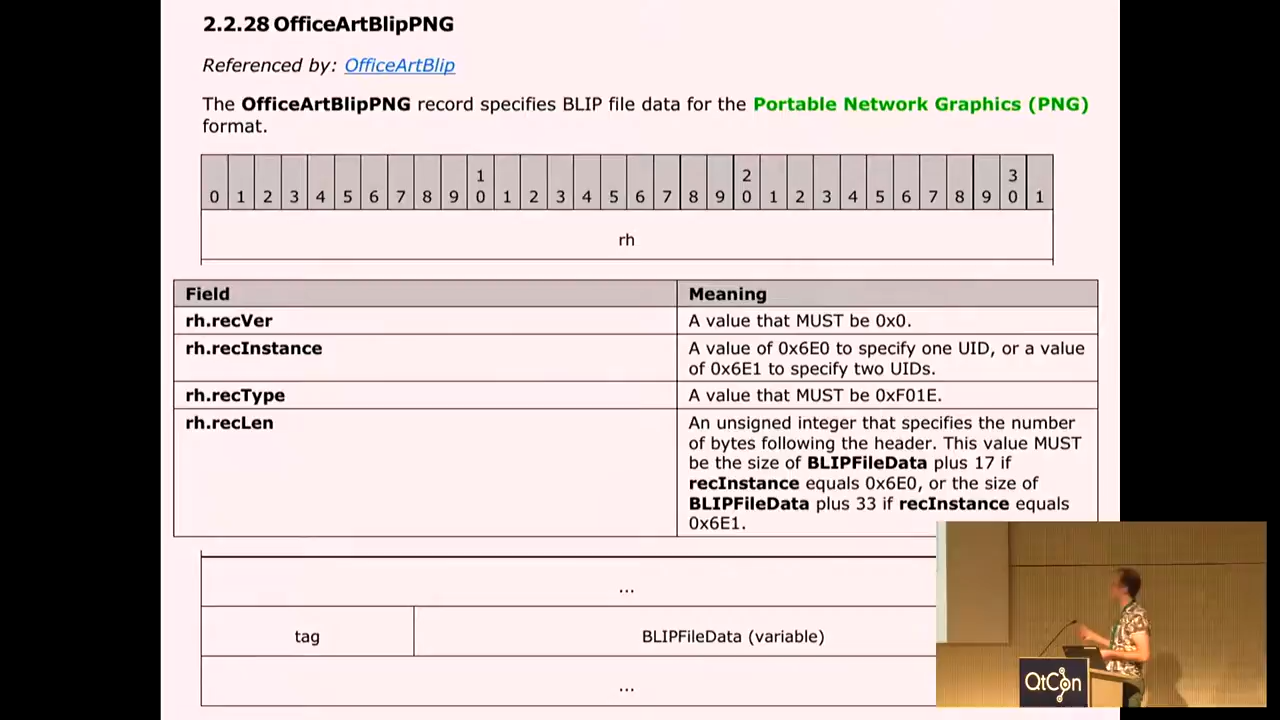 2.2.28 OfficeArtBlipPNG
Referenced by: OfficeArtBlip
The OfficeArtBlipPNG record specifies BLIP file data for the Portable Network Graphics (PNG)
format.
1 2 3
0 1 2 3 4 5 6 7 8 9 0 1 2 3 4 5 6 7 8 9 0 1 2 3 4 5 6 7 8 9 0 1
rh
Field Meaning
rh.recVer A value that MUST be 0x0.
rh.recInstance A value of 0x6E0 to specify one UID, or a value
of 0x6E1 to specify two UIDs.
rh.recType A value that MUST be 0xF01E.
rh.recLen An unsigned integer that specifies the number
of bytes following the header. This value MUST
be the size of BLIPFileData plus 17 if
recInstance equals 0x6E0, or the size of
BLIPFileData plus 33 if recInstance equals
0x6E1.
...
tag BLIPFileData (variable)
...
QtCon